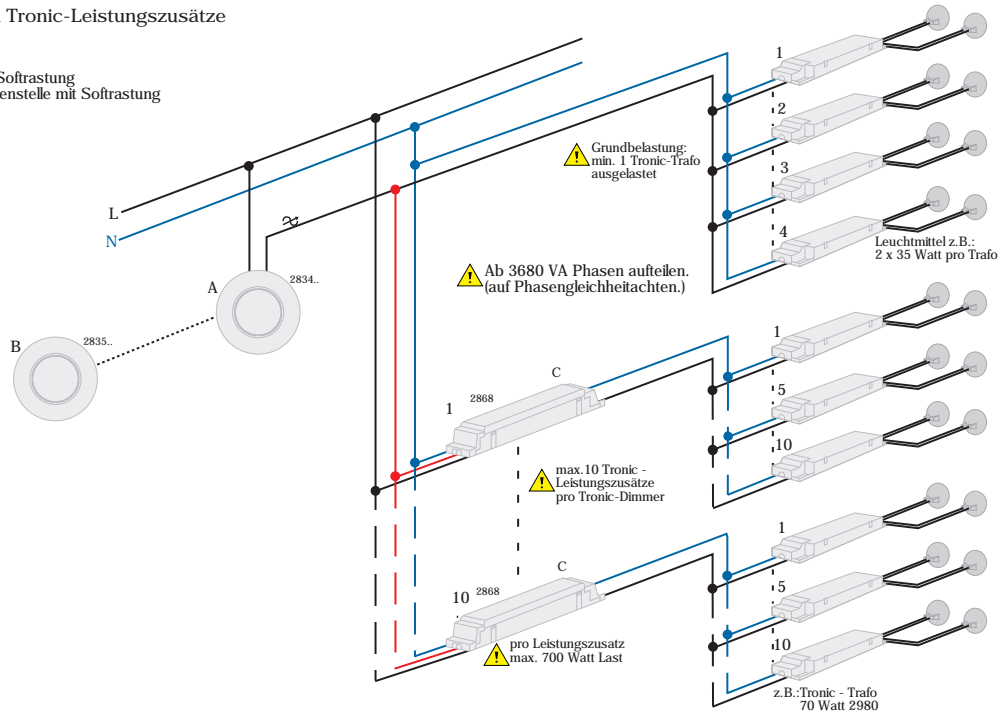 Tronic-Leistungszusätze
Softrastung
enstelle mit Softrastung
L
N
A
2834..
B
2835..
Grundbelastung:
min. 1 Tronic-Trafo
ausgelastet
1
2
3
4
Leuchtmittel z.B.:
2 x 35 Watt pro Trafo
Ab 3680 VA Phasen aufteilen.
(auf Phasengleichheitachten.)
1
2868
C
1
5
10
max.10 Tronic -
Leistungszusätze
pro Tronic-Dimmer
10
2868
C
pro Leistungszusatz
max. 700 Watt Last
1
5
10
z.B.:Tronic - Trafo
70 Watt 2980